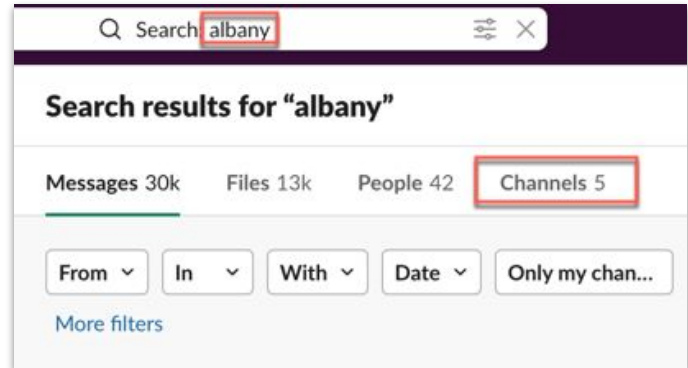 Search albany
Search results for “albany”
Messages 30k Files 13k People 42 Channels 5
From In With Date Only my chan...
More filters